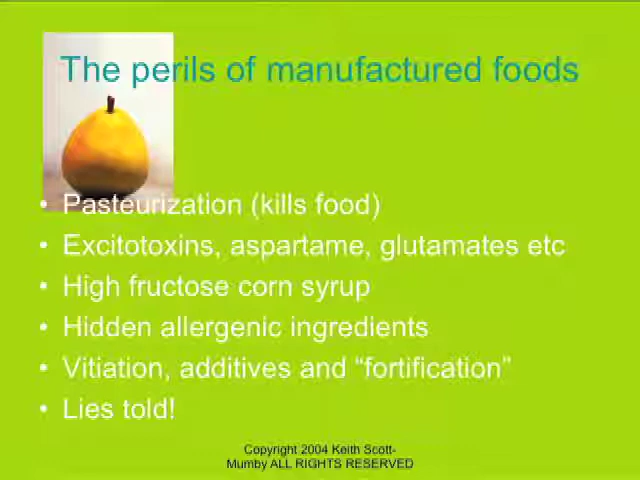 The perils of manufactured foods
• Pasteurization (kills food)
• Excitotoxins, aspartame, glutamates etc
• High fructose corn syrup
• Hidden allergenic ingredients
• Vitiation, additives and “fortification”
• Lies told!
Copyright 2004 Keith Scott-
Mumby ALL RIGHTS RESERVED